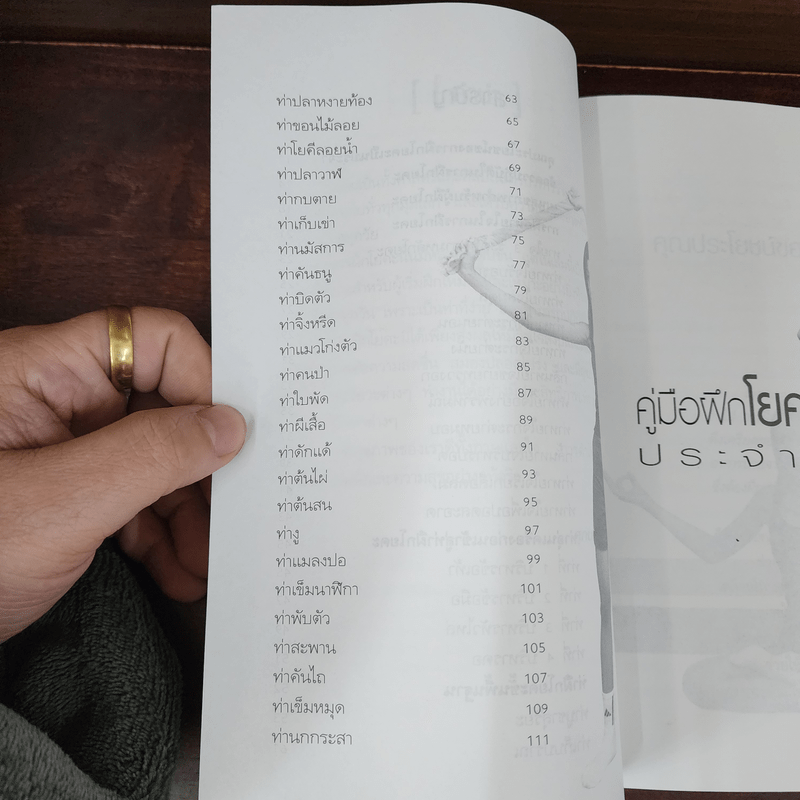 ท่าปลาหงายท้อง 63
ท่าขอนไม้ลอย 65
ท่าโยคีลอยน้ำ 67
ท่าปลาวาฬ 69
ท่ากบตาย 71
ท่าเก็บเข่า 73
ท่านมัสการ 75
ท่าคันธนู 77
ท่าบิดตัว 79
ท่าจิ้งหรีด 81
ท่าแมวโก่งตัว 83
ท่าคนป่า 85
ท่าใบพัด 87
ท่าผีเสื้อ 89
ท่าดักแด้ 91
ท่าต้นไผ่ 93
ท่าต้นสน 95
ท่างู 97
ท่าแมลงปอ 99
ท่าเข็มนาฬิกา 101
ท่าพับตัว 103
ท่าสะพาน 105
ท่าคันไถ 107
ท่าเข็มหมุด 109
ท่านกกระสา 111
คู่มือฝึกโยค
ประจำ